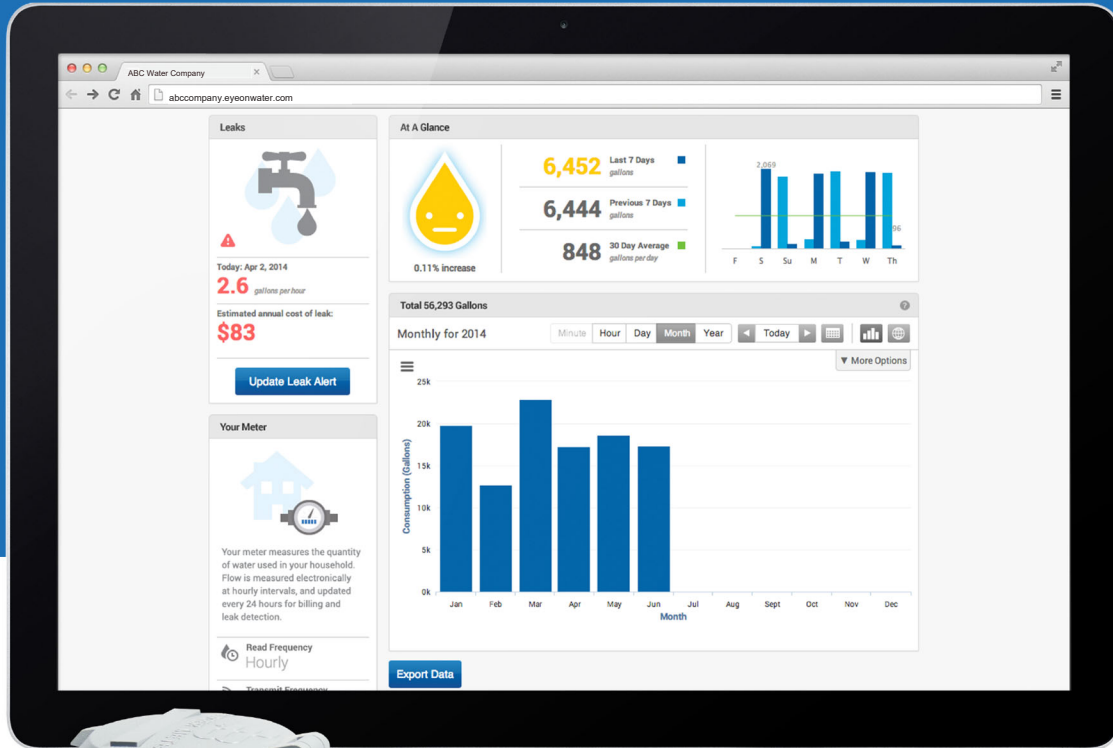 ABC Water Company
abccompany.eyeonwater.com
Leaks
Today: Apr 2, 2014
2.6 gallons per hour
Estimated annual cost of leak:
$83
Update Leak Alert
Your Meter
Your meter measures the quantity
of water used in your household.
Flow is measured electronically
at hourly intervals, and updated
every 24 hours for billing and
leak detection.
Read Frequency
Hourly
Transmit Frequency
At A Glance
0.11% increase
6,452 Last 7 Days
gallons
6,444 Previous 7 Days
gallons
848 30 Day Average
gallons per day
2,069
96
F S Su M T W Th
Total 56,293 Gallons ?
Monthly for 2014
Minute Hour Day Month Year
Today
▼ More Options
Consumption (Gallons)
25k
20k
15k
10k
5k
0k
Jan Feb Mar Apr May Jun Jul Aug Sept Oct Nov Dec
Month
Export Data